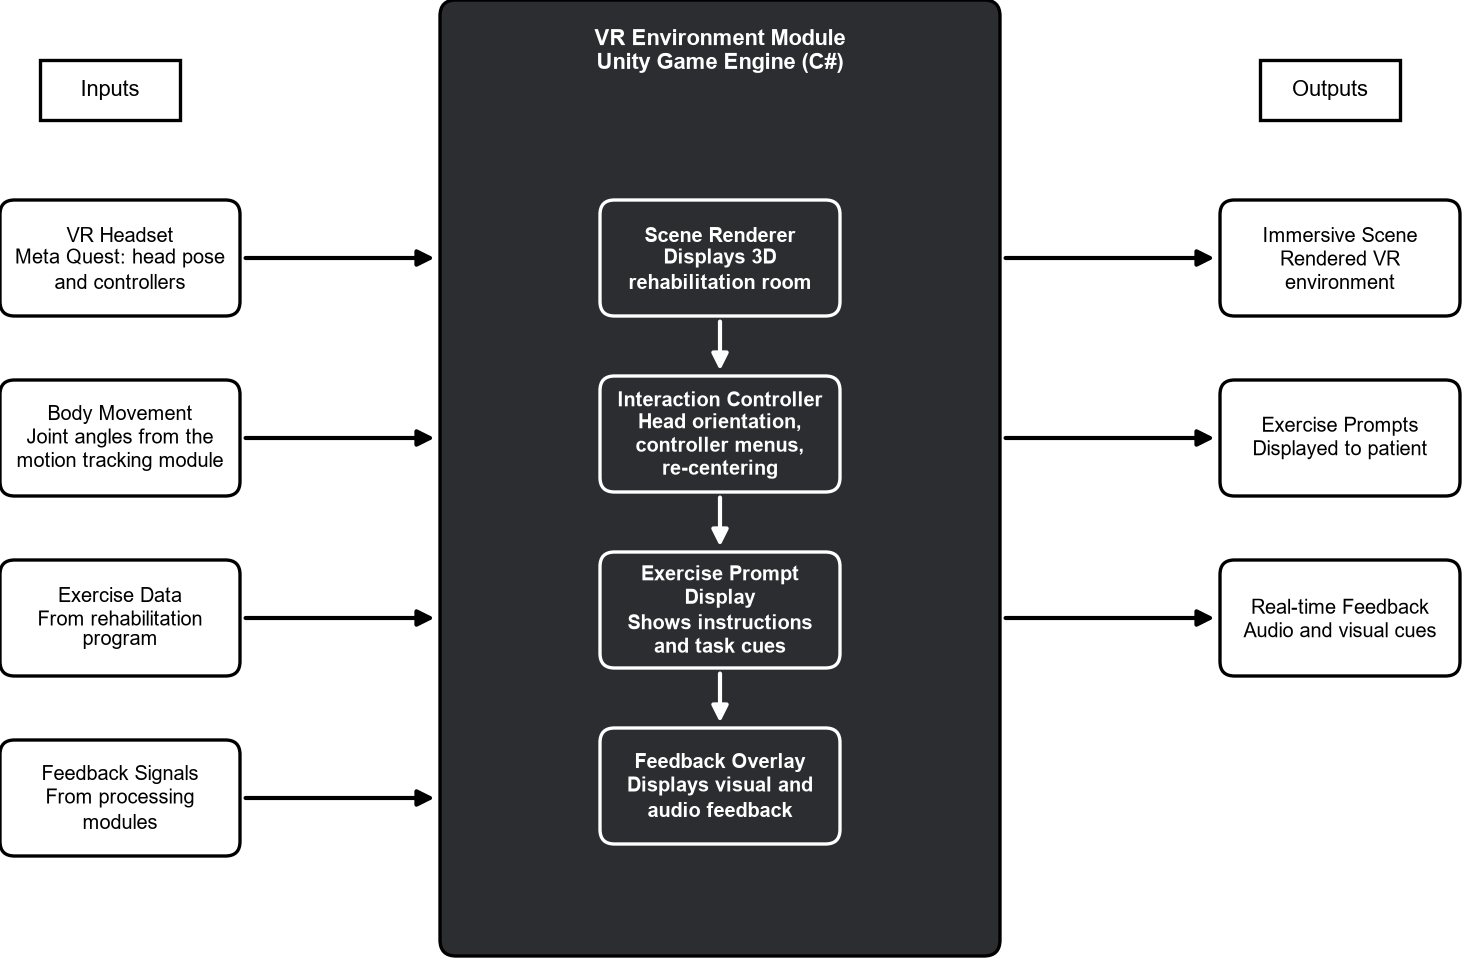 VR Environment Module
Unity Game Engine (C#)
Inputs
Outputs
VR Headset
Meta Quest: head pose
and controllers
Scene Renderer
Displays 3D
rehabilitation room
Immersive Scene
Rendered VR
environment
Body Movement
Joint angles from the
motion tracking module
Interaction Controller
Head orientation,
controller menus,
re-centering
Exercise Prompts
Displayed to patient
Exercise Data
From rehabilitation
program
Exercise Prompt
Display
Shows instructions
and task cues
Real-time Feedback
Audio and visual cues
Feedback Signals
From processing
modules
Feedback Overlay
Displays visual and
audio feedback